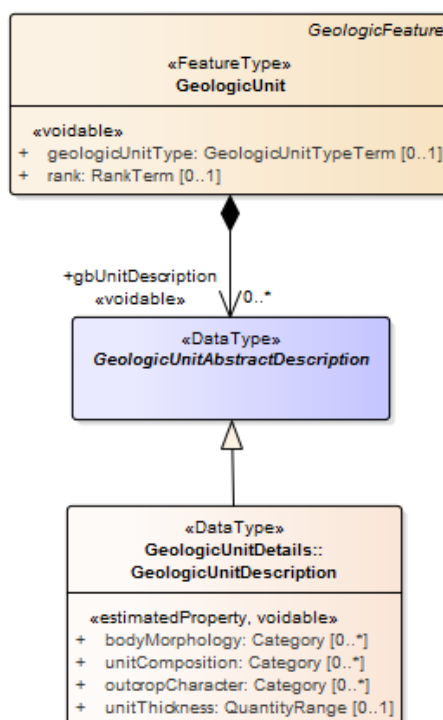 GeologicFeature
«FeatureType»
GeologicUnit
«voidable»
+ geologicUnitType: GeologicUnitTypeTerm [0..1]
+ rank: RankTerm [0..1]
+gbUnitDescription
«voidable» 0..*
«DataType»
GeologicUnitAbstractDescription
«DataType»
GeologicUnitDetails::
GeologicUnitDescription
«estimatedProperty, voidable»
+ bodyMorphology: Category [0..*]
+ unitComposition: Category [0..*]
+ outcropCharacter: Category [0..*]
+ unitThickness: QuantityRange [0..1]